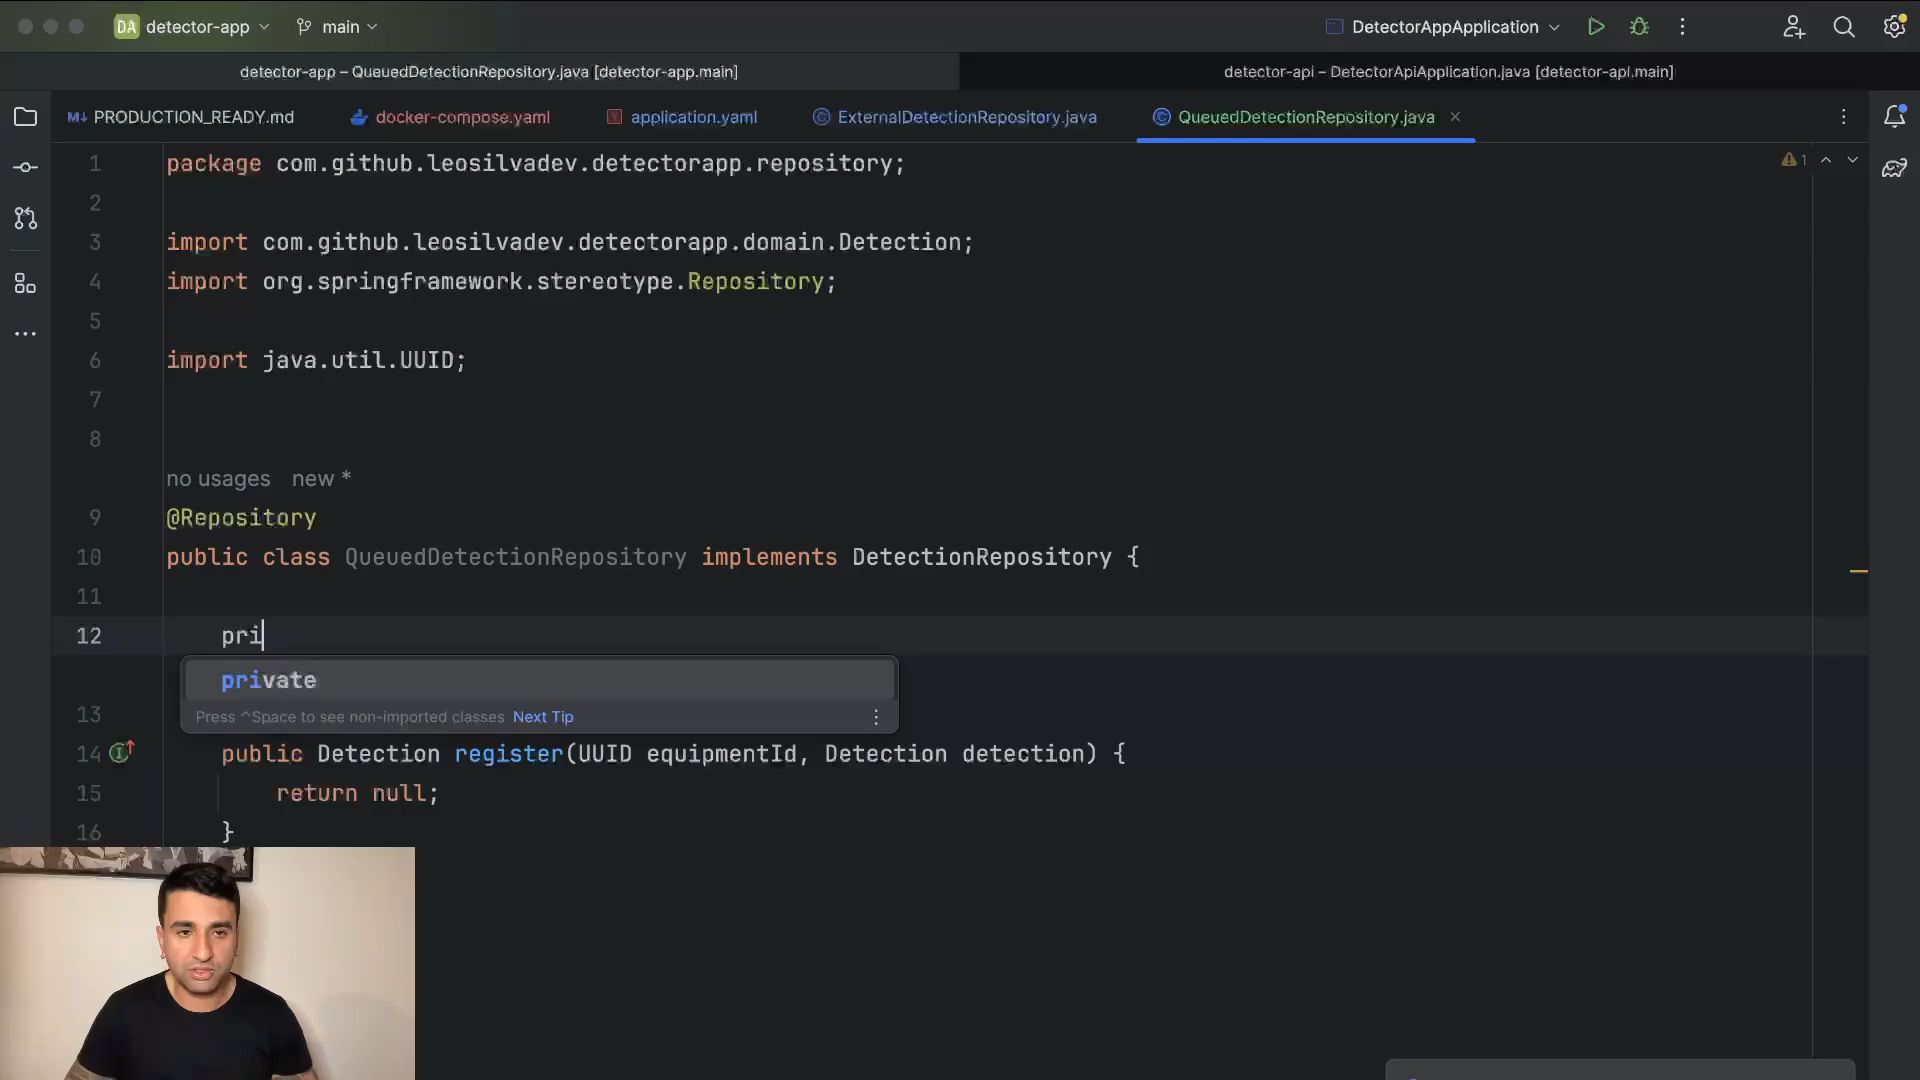 DA detector-app main DetectorAppApplication
detector-app – QueuedDetectionRepository.java [detector-app.main] detector-api – DetectorApiApplication.java [detector-api.main]
M↓ PRODUCTION_READY.md docker-compose.yaml application.yaml ExternalDetectionRepository.java QueuedDetectionRepository.java
1 package com.github.leosilvadev.detectorapp.repository; 1
2
3 import com.github.leosilvadev.detectorapp.domain.Detection;
4 import org.springframework.stereotype.Repository;
5
6 import java.util.UUID;
7
8
no usages new *
9 @Repository
10 public class QueuedDetectionRepository implements DetectionRepository {
11
12 pri
private
Press ^Space to see non-imported classes Next Tip
13
14 public Detection register(UUID equipmentId, Detection detection) {
15 return null;
16 }